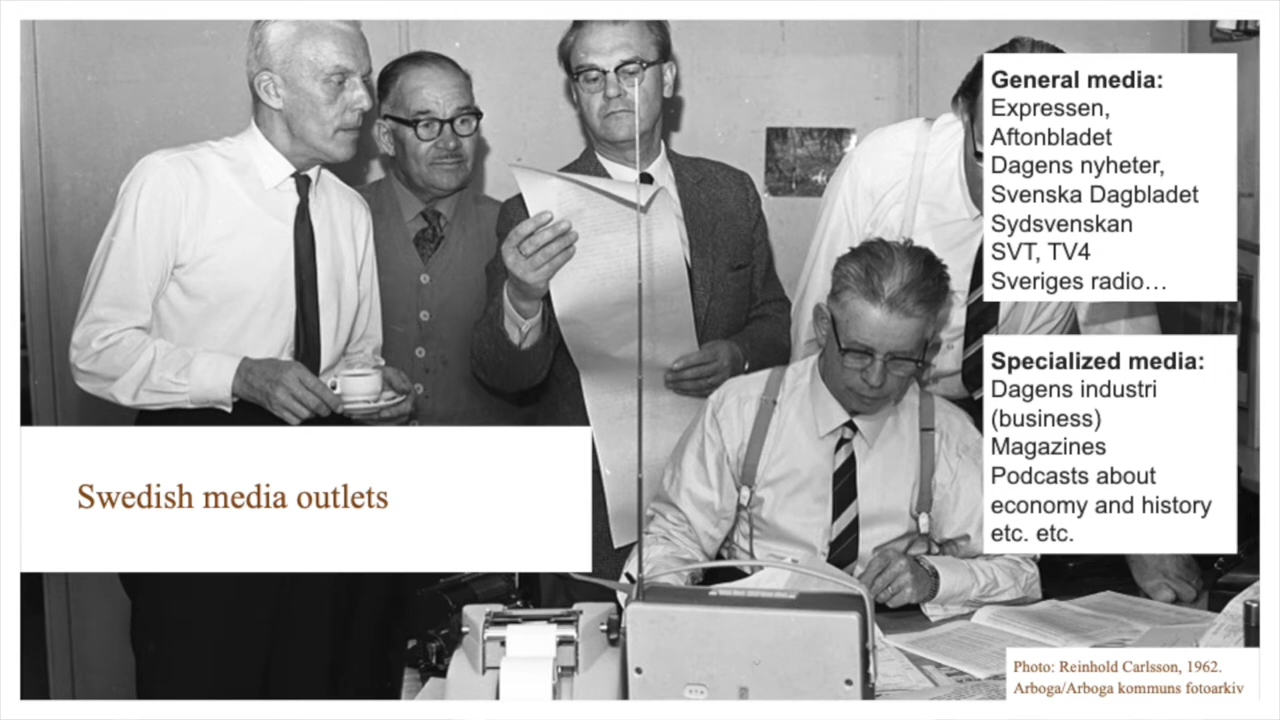 General media:
Expressen,
Aftonbladet
Dagens nyheter,
Svenska Dagbladet
Sydsvenskan
SVT, TV4
Sveriges radio…
Specialized media:
Dagens industri
(business)
Magazines
Podcasts about
economy and history
etc. etc.
Swedish media outlets
Photo: Reinhold Carlsson, 1962.
Arboga/Arboga kommuns fotoarkiv